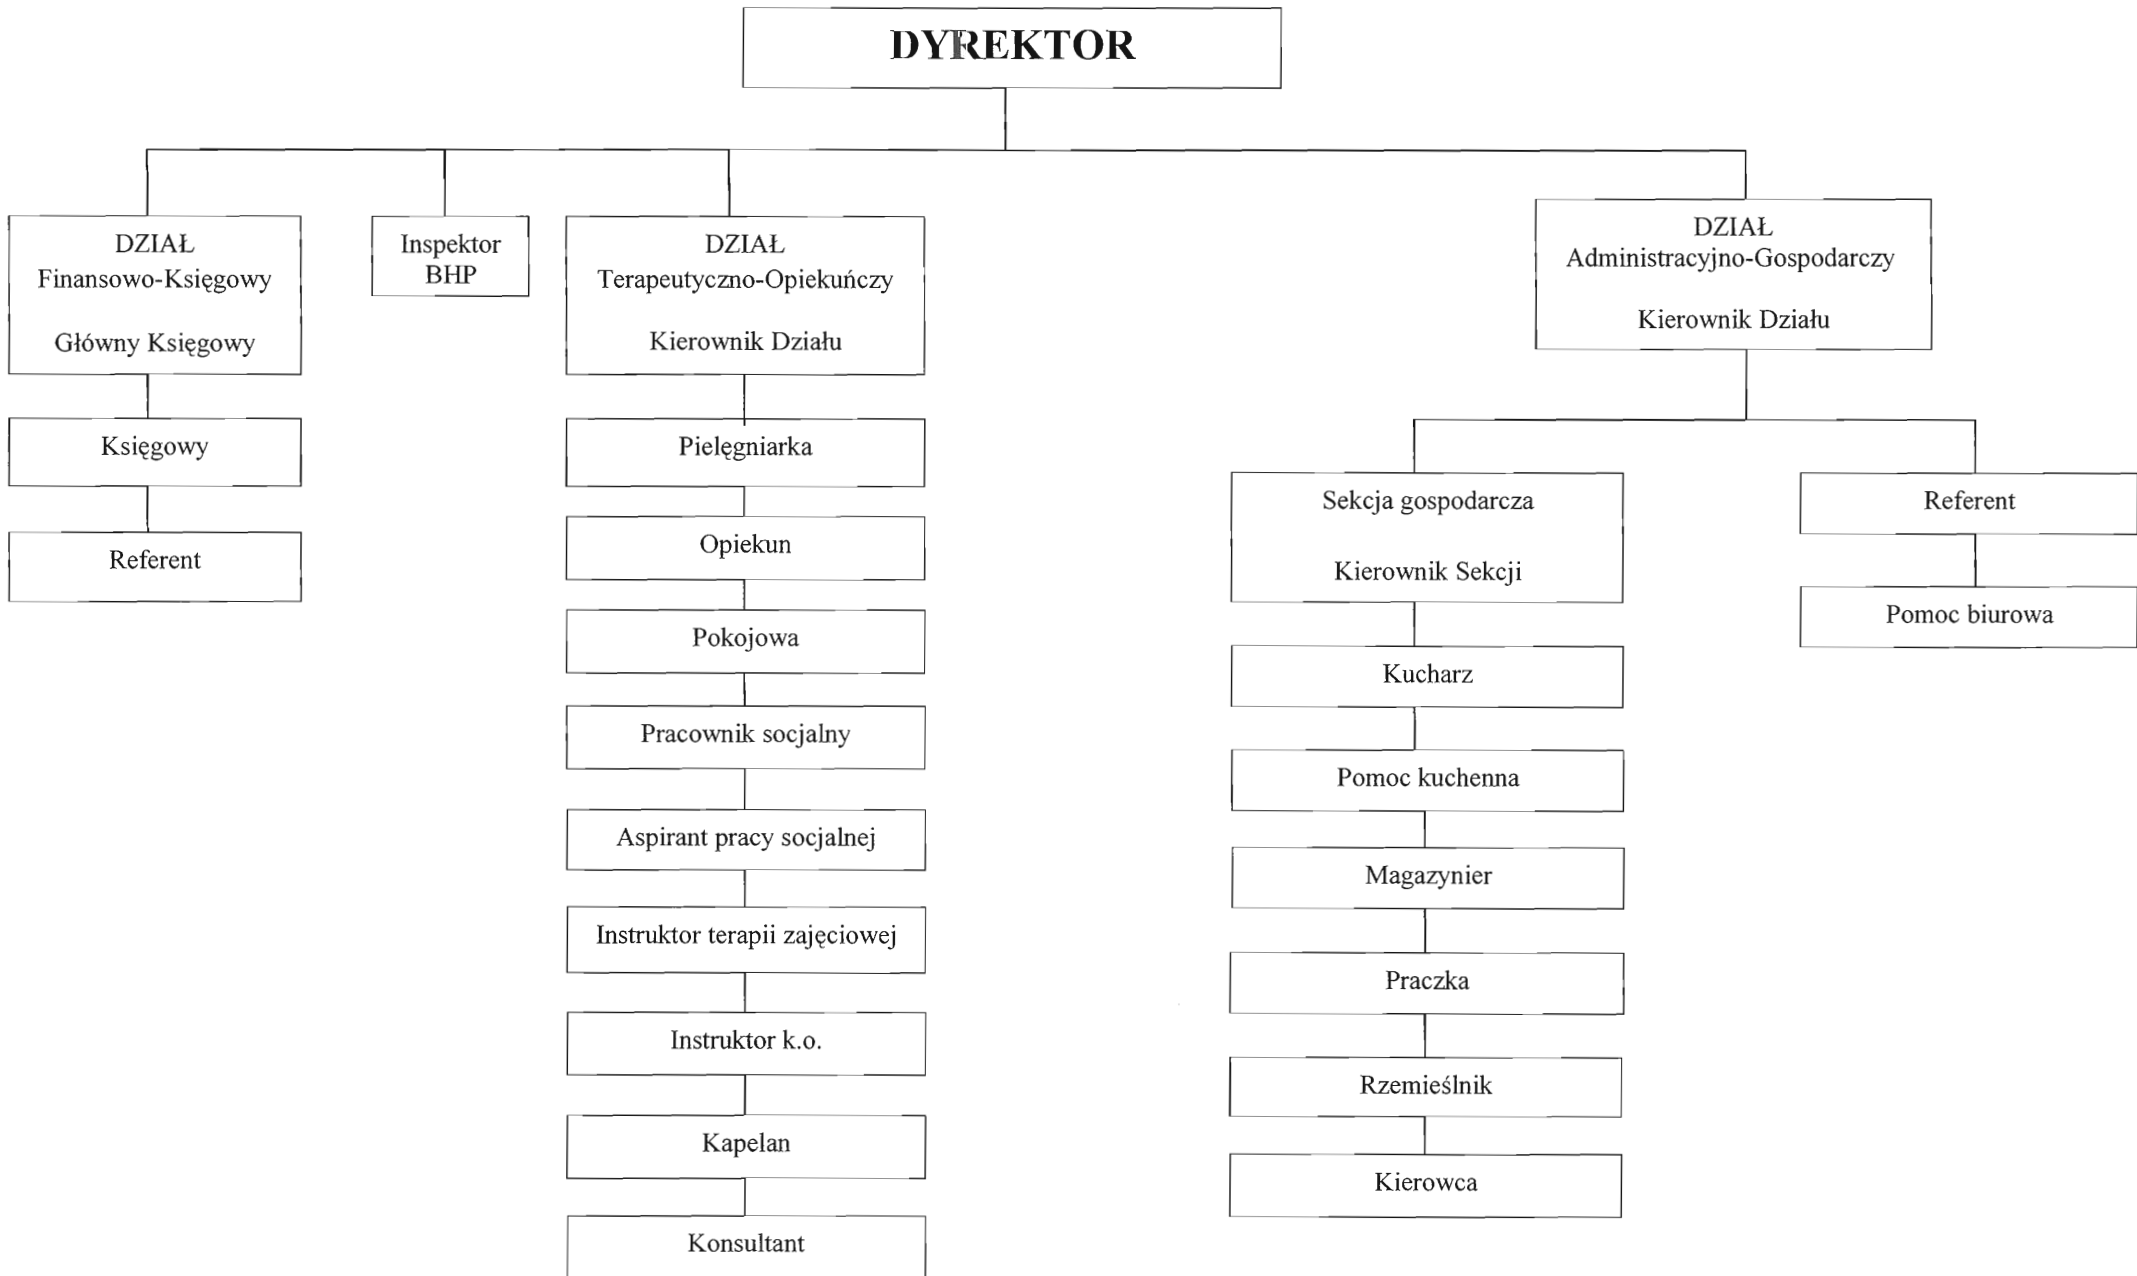 DYREKTOR
DZIAŁ
Finansowo-Księgowy
Główny Księgowy
Księgowy
Referent
Inspektor
BHP
DZIAŁ
Terapeutyczno-Opiekuńczy
Kierownik Działu
Pielęgniarka
Opiekun
Pokojowa
Pracownik socjalny
Aspirant pracy socjalnej
Instruktor terapii zajęciowej
Instruktor k.o.
Kapelan
Konsultant
DZIAŁ
Administracyjno-Gospodarczy
Kierownik Działu
Sekcja gospodarcza
Kierownik Sekcji
Kucharz
Pomoc kuchenna
Magazynier
Praczka
Rzemieślnik
Kierowca
Referent
Pomoc biurowa